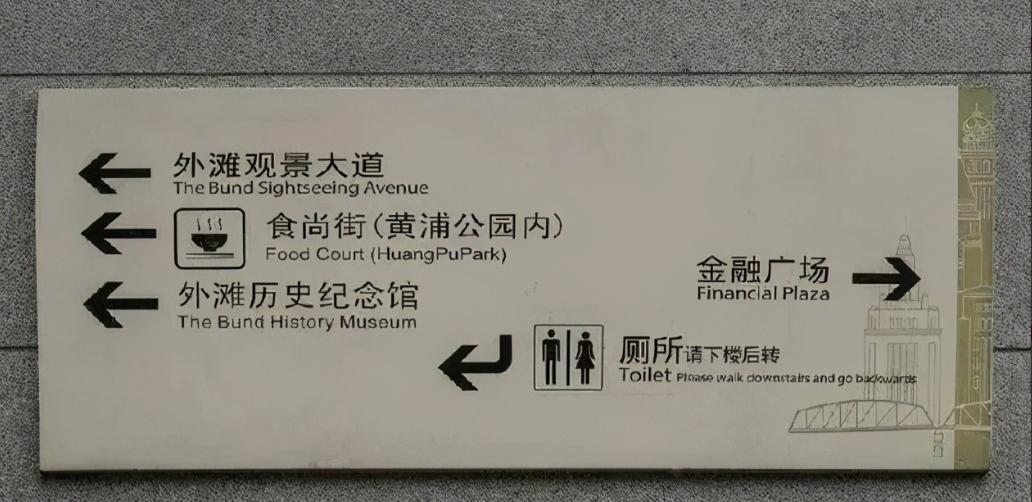 外滩观景大道
The Bund Sightseeing Avenue
食尚街(黄浦公园内)
Food Court (HuangPuPark)
外滩历史纪念馆
The Bund History Museum
金融广场
Financial Plaza
厕所请下楼后转
Toilet Please walk downstairs and go backwards